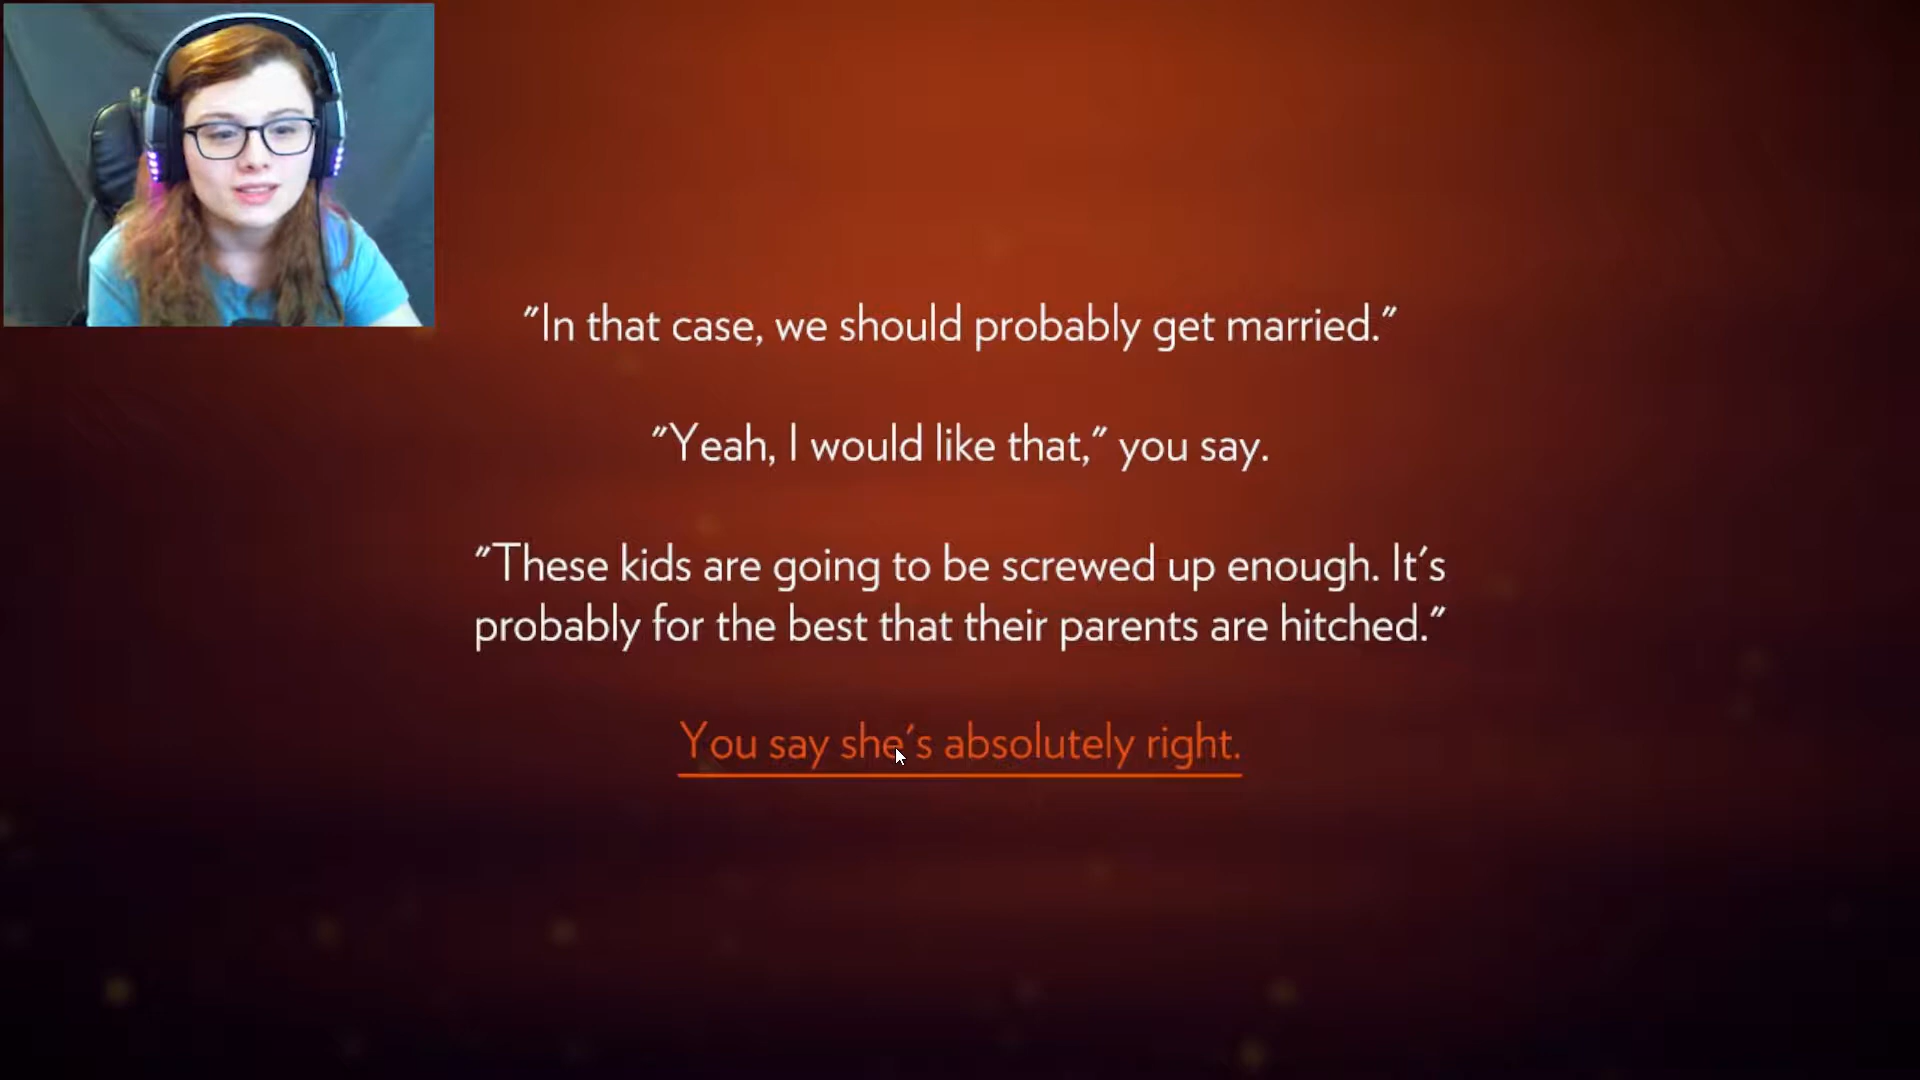 "In that case, we should probably get married."
"Yeah, I would like that," you say.
"These kids are going to be screwed up enough. It's
probably for the best that their parents are hitched."
You say she's absolutely right.